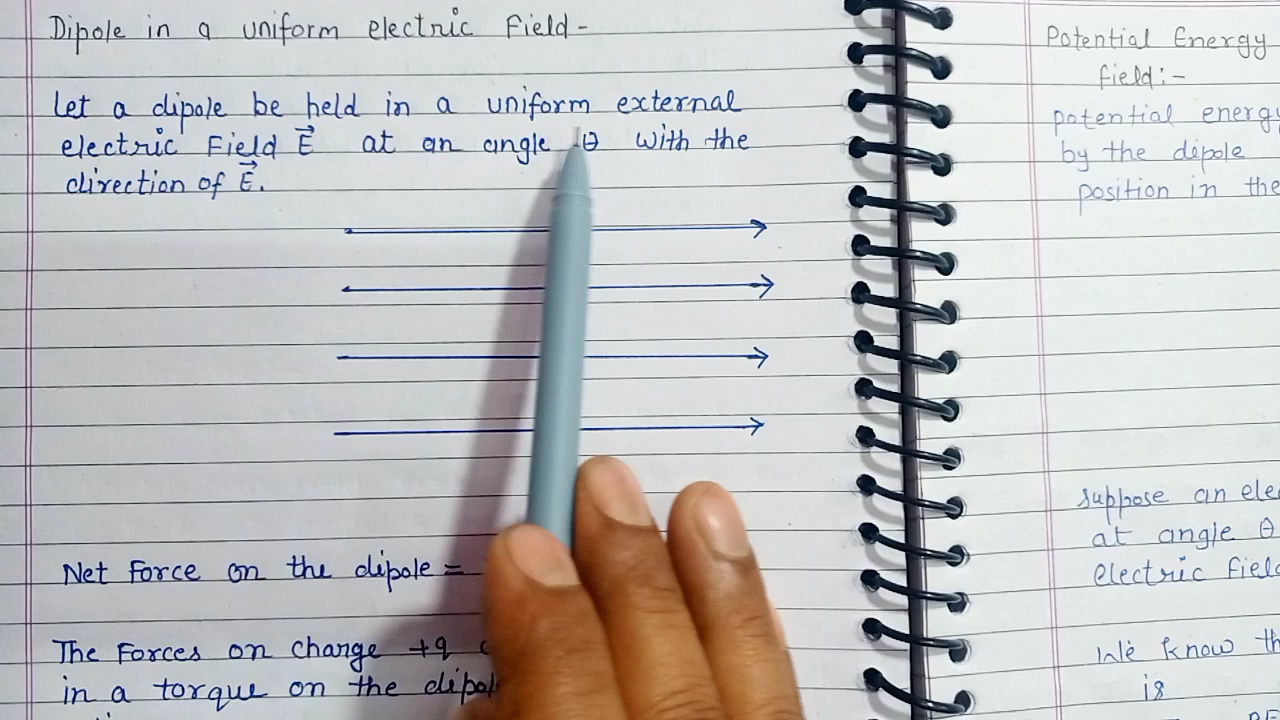 Dipole in a uniform electric Field-
Let a dipole be held in a uniform external
electric Field E⃗ at an angle θ with the
direction of E⃗.
Net Force on the dipole =
The Forces on charge +q
in a torque on the
Potential Energy
field:-
potential energy
by the dipole
position in the
suppose an
at angle θ
electric
We know
is